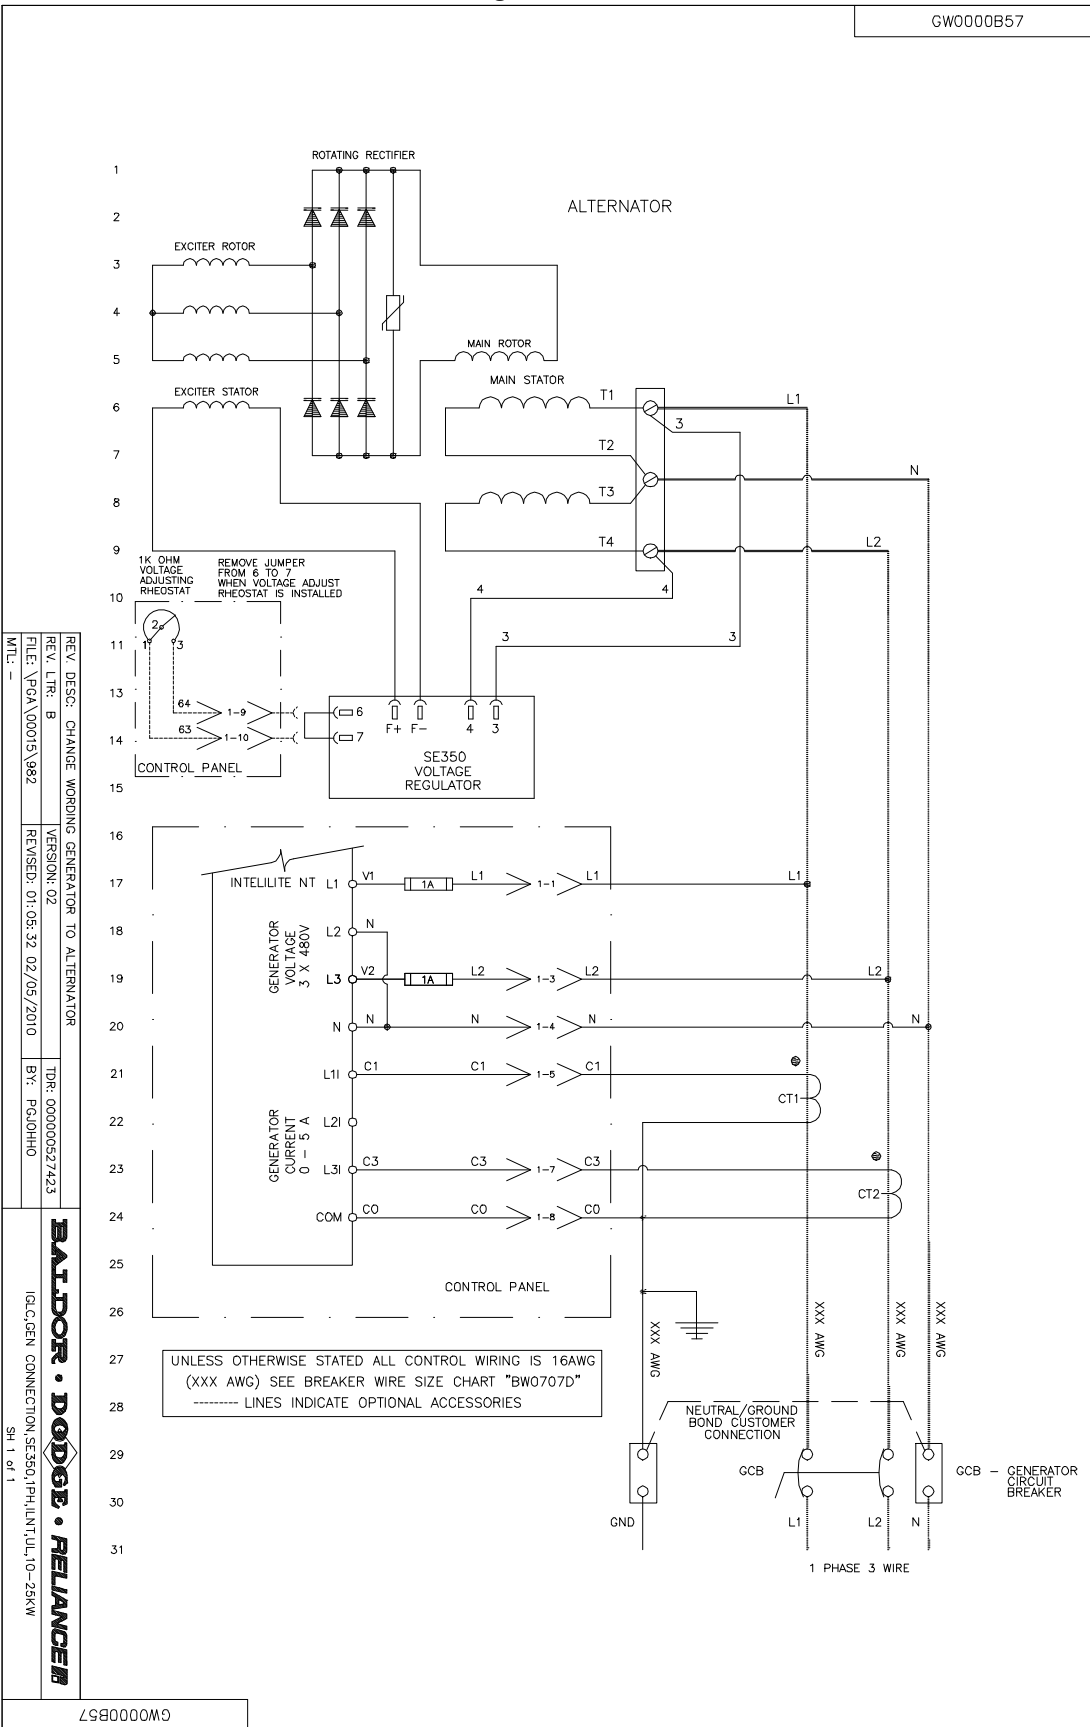 GW0000B57
1
ROTATING RECTIFIER
ALTERNATOR
2
EXCITER ROTOR
3
4
5
MAIN ROTOR
EXCITER STATOR
MAIN STATOR
6
T1
L1
3
7
T2
N
8
T3
9
T4
L2
1K OHM
VOLTAGE
ADJUSTING
RHEOSTAT
REMOVE JUMPER
FROM 6 TO 7
WHEN VOLTAGE ADJUST
RHEOSTAT IS INSTALLED
10
4
4
2
11
1
3
3
3
13
64
1-9
6
14
63
1-10
7
F+
F-
4
3
CONTROL PANEL
SE350
VOLTAGE
REGULATOR
15
16
17
INTELILITE NT
L1
V1
1A
L1
1-1
L1
L1
18
L2
N
GENERATOR
VOLTAGE
3 X 480V
19
L3
V2
1A
L2
1-3
L2
L2
20
N
N
N
1-4
N
N
21
L1I
C1
C1
1-5
C1
CT1
22
L2I
GENERATOR
CURRENT
0 - 5 A
23
L3I
C3
C3
1-7
C3
CT2
24
COM
C0
C0
1-8
C0
25
CONTROL PANEL
26
XXX AWG
XXX AWG
XXX AWG
XXX AWG
27
UNLESS OTHERWISE STATED ALL CONTROL WIRING IS 16AWG
(XXX AWG) SEE BREAKER WIRE SIZE CHART "BW0707D"
--------- LINES INDICATE OPTIONAL ACCESSORIES
28
NEUTRAL/GROUND
BOND CUSTOMER
CONNECTION
29
GCB
GCB - GENERATOR
CIRCUIT
BREAKER
30
GND
L1
L2
N
31
1 PHASE 3 WIRE
REV. DESC: CHANGE WORDING GENERATOR TO ALTERNATOR
REV. LTR: B
VERSION: 02
TDR: 000000527423
FILE: \PGA\00015\982
REVISED: 01:05:32 02/05/2010
BY: PGJOHHO
MTL: -
BALDOR • DODGE • RELIANCE
IGLC,GEN CONNECTION,SE350,1PH,ILNT,UL,10-25KW
SH 1 of 1
GW0000B57